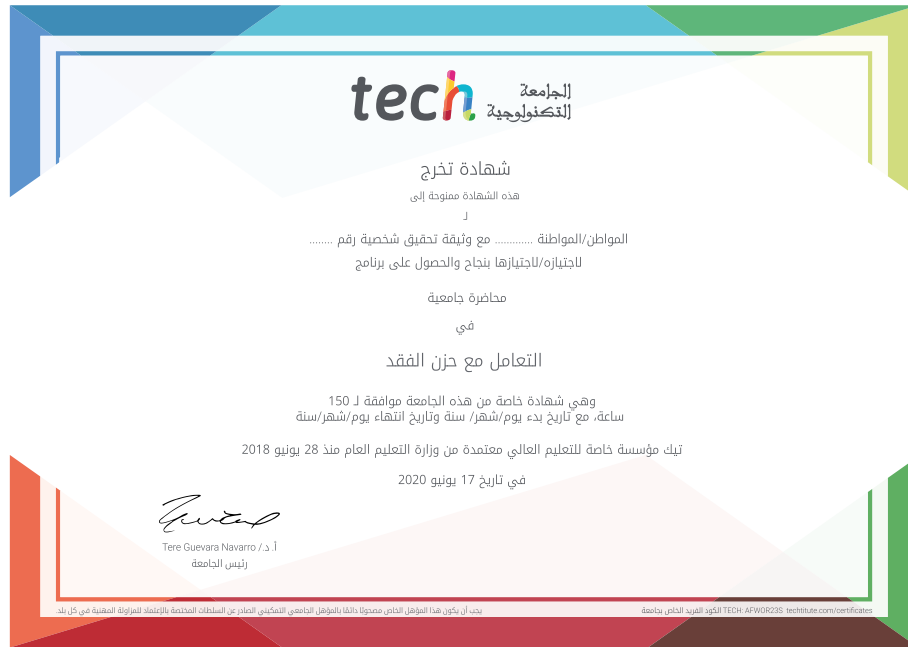 tech الجامعة
التكنولوجية
شهادة تخرج
هذه الشهادة ممنوحة إلى
لـ
المواطن/المواطنة ............. مع وثيقة تحقيق شخصية رقم ........
لاجتيازه/لاجتيازها بنجاح والحصول على برنامج
محاضرة جامعية
في
التعامل مع حزن الفقد
وهي شهادة خاصة من هذه الجامعة موافقة لـ 150
ساعة، مع تاريخ بدء يوم/شهر/ سنة وتاريخ انتهاء يوم/شهر/سنة
تيك مؤسسة خاصة للتعليم العالي معتمدة من وزارة التعليم العام منذ 28 يونيو 2018
في تاريخ 17 يونيو 2020
أ. د./ Tere Guevara Navarro
رئيس الجامعة
يجب أن يكون هذا المؤهل الخاص مصحوبًا دائمًا بالمؤهل الجامعي التمكيني الصادر عن السلطات المختصة بالإعتماد للمزاولة المهنية في كل بلد.
الكود الفريد الخاص بجامعة TECH: AFWOR23S techtitute.com/certificates